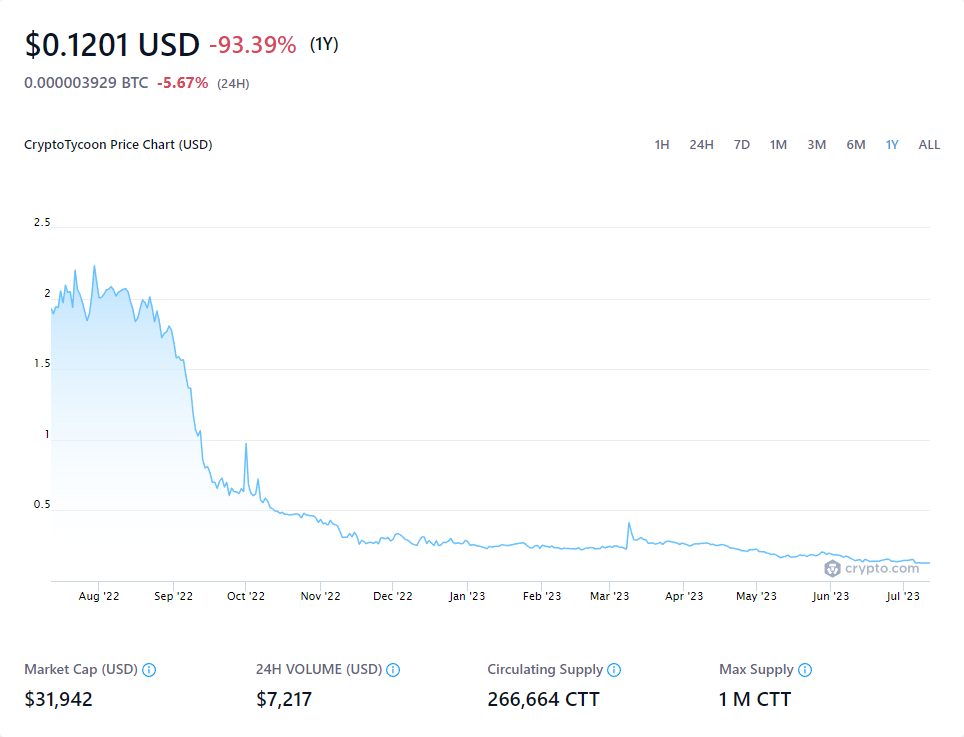 $0.1201 USD -93.39% (1Y)
0.000003929 BTC -5.67% (24H)
CryptoTycoon Price Chart (USD) 1H 24H 7D 1M 3M 6M 1Y ALL
2.5
2
1.5
1
0.5
crypto.com
Aug '22 Sep '22 Oct '22 Nov '22 Dec '22 Jan '23 Feb '23 Mar '23 Apr '23 May '23 Jun '23 Jul '23
Market Cap (USD) 24H VOLUME (USD) Circulating Supply Max Supply
$31,942 $7,217 266,664 CTT 1 M CTT